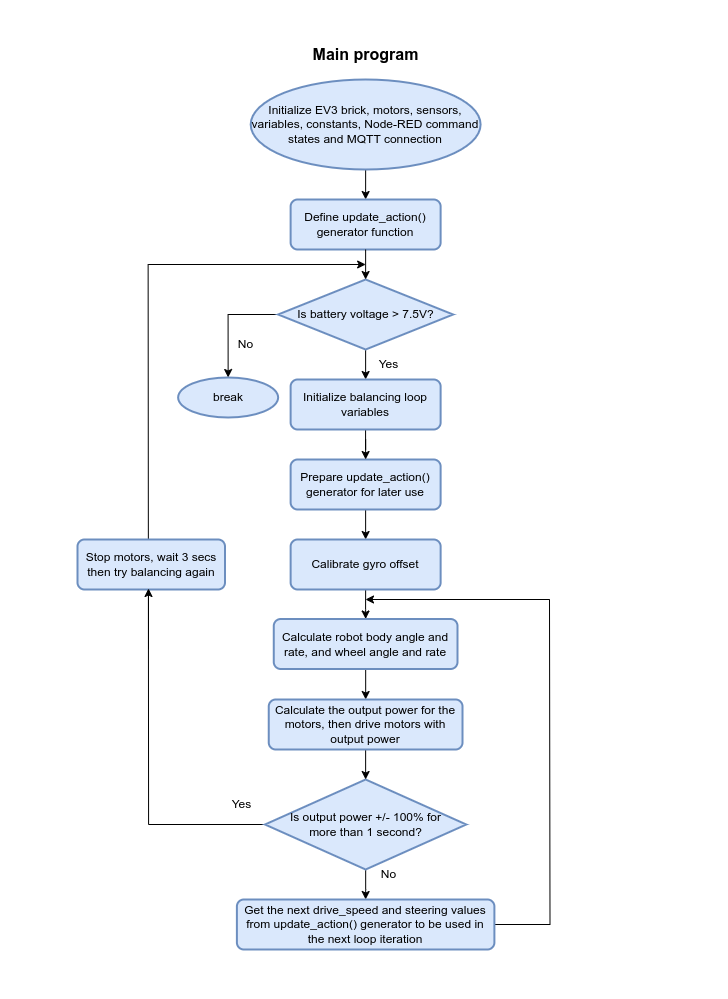 Main program
Initialize EV3 brick, motors, sensors,
variables, constants, Node-RED command
states and MQTT connection
Define update_action()
generator function
Is battery voltage > 7.5V?
No
Yes
break
Initialize balancing loop
variables
Prepare update_action()
generator for later use
Stop motors, wait 3 secs
then try balancing again
Calibrate gyro offset
Calculate robot body angle and
rate, and wheel angle and rate
Calculate the output power for the
motors, then drive motors with
output power
Yes
Is output power +/- 100% for
more than 1 second?
No
Get the next drive_speed and steering values
from update_action() generator to be used in
the next loop iteration